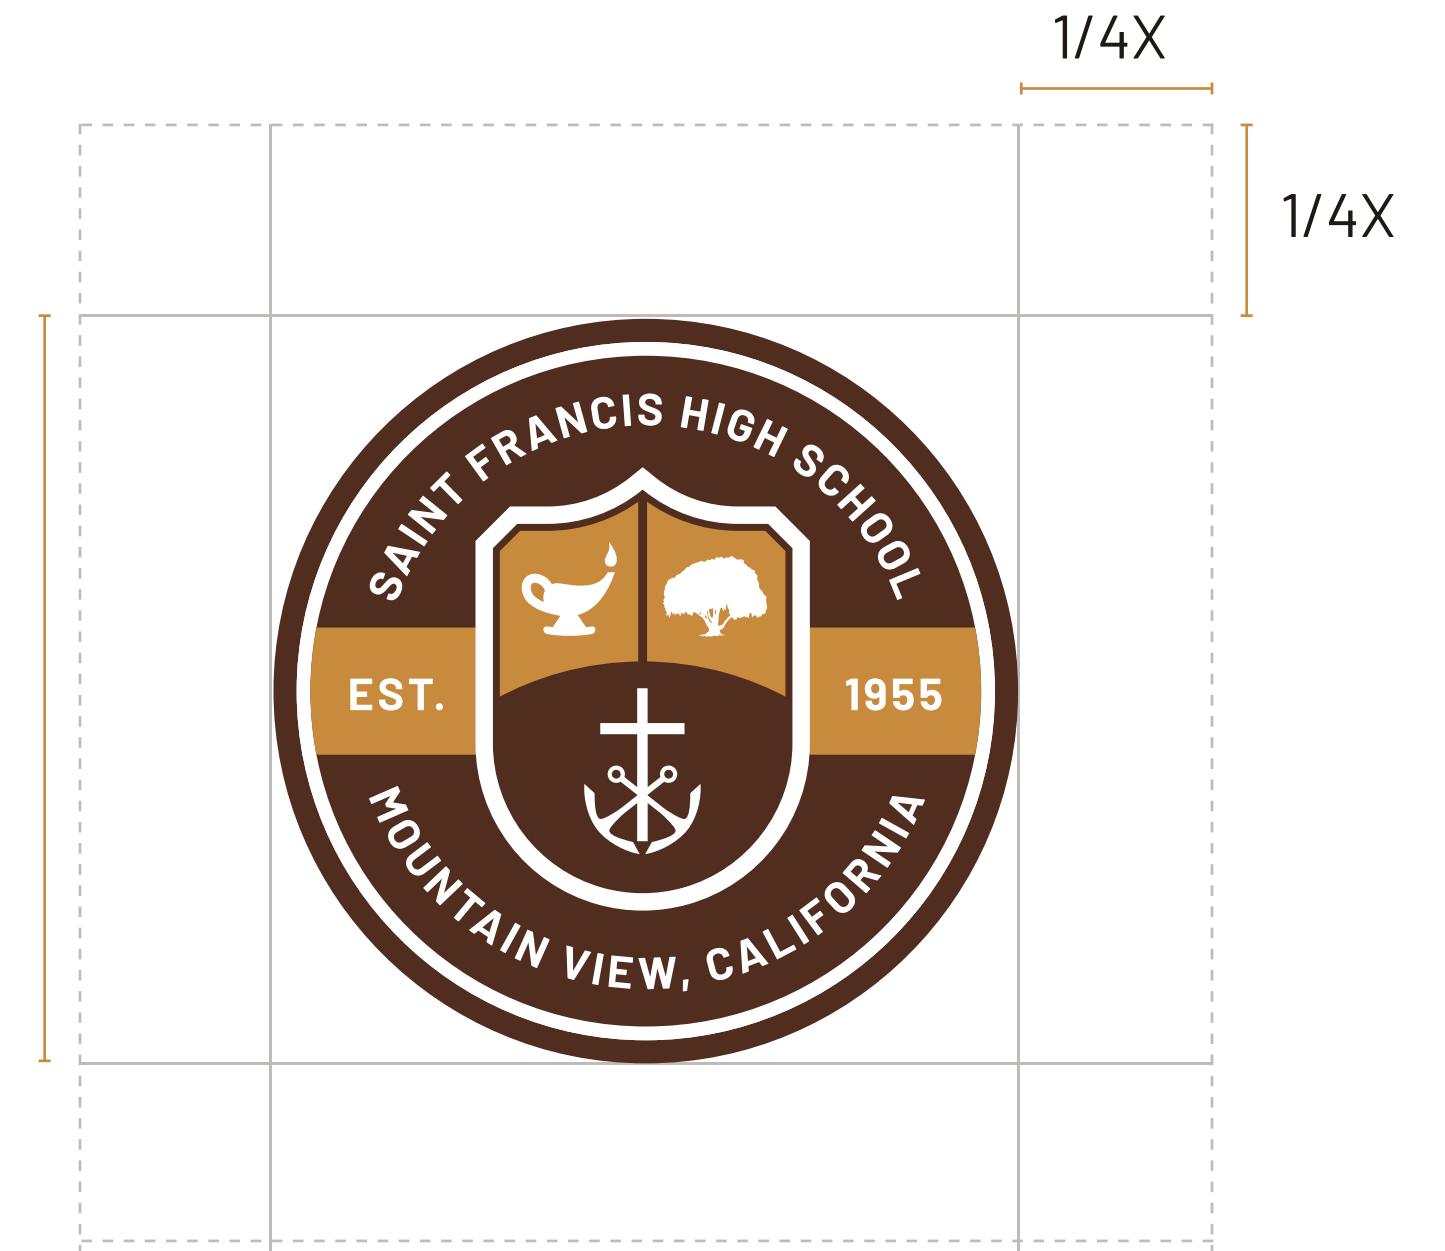 1/4X
1/4X
SAINT FRANCIS HIGH SCHOOL
EST. 1955
MOUNTAIN VIEW, CALIFORNIA